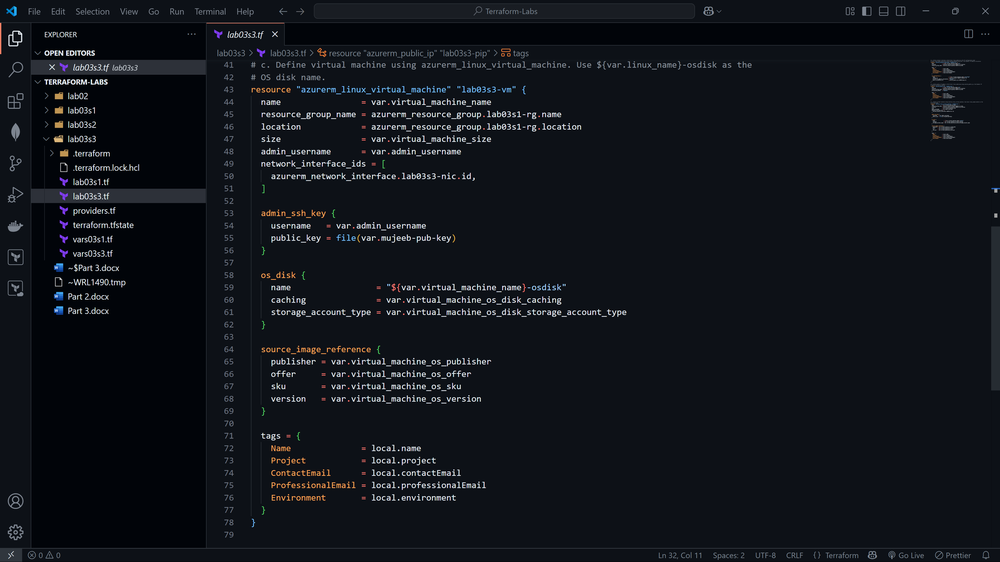 File Edit Selection View Go Run Terminal Help Terraform-Labs
EXPLORER
OPEN EDITORS
lab03s3.tf lab03s3
TERRAFORM-LABS
lab02
lab03s1
lab03s2
lab03s3
.terraform
.terraform.lock.hcl
lab03s1.tf
lab03s3.tf
providers.tf
terraform.tfstate
vars03s1.tf
vars03s3.tf
~$Part 3.docx
~WRL1490.tmp
Part 2.docx
Part 3.docx
lab03s3.tf
lab03s3 > lab03s3.tf > resource "azurerm_public_ip" "lab03s3-pip" > tags
41 # c. Define virtual machine using azurerm_linux_virtual_machine. Use ${var.linux_name}-osdisk as the
42 # OS disk name.
43 resource "azurerm_linux_virtual_machine" "lab03s3-vm" {
44 name = var.virtual_machine_name
45 resource_group_name = azurerm_resource_group.lab03s1-rg.name
46 location = azurerm_resource_group.lab03s1-rg.location
47 size = var.virtual_machine_size
48 admin_username = var.admin_username
49 network_interface_ids = [
50 azurerm_network_interface.lab03s3-nic.id,
51 ]
52
53 admin_ssh_key {
54 username = var.admin_username
55 public_key = file(var.mujeeb-pub-key)
56 }
57
58 os_disk {
59 name = "${var.virtual_machine_name}-osdisk"
60 caching = var.virtual_machine_os_disk_caching
61 storage_account_type = var.virtual_machine_os_disk_storage_account_type
62 }
63
64 source_image_reference {
65 publisher = var.virtual_machine_os_publisher
66 offer = var.virtual_machine_os_offer
67 sku = var.virtual_machine_os_sku
68 version = var.virtual_machine_os_version
69 }
70
71 tags = {
72 Name = local.name
73 Project = local.project
74 ContactEmail = local.contactEmail
75 ProfessionalEmail = local.professionalEmail
76 Environment = local.environment
77 }
78 }
79
0 0 Ln 32, Col 11 Spaces: 2 UTF-8 CRLF {} Terraform Go Live Prettier